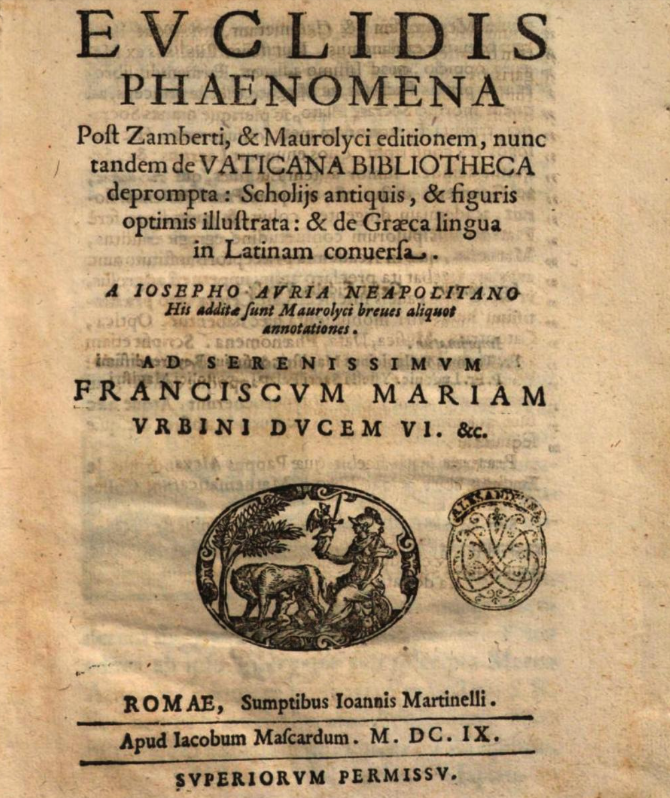 EVCLIDIS
PHAENOMENA
Poſt Zamberti, & Maurolyci editionem, nunc
tandem de VATICANA BIBLIOTHECA
deprompta: Scholijs antiquis, & figuris
optimis illuſtrata: & de Græca lingua
in Latinam conuerſa.
A IOSEPHO AVRIA NEAPOLITANO
His additæ ſunt Maurolyci breues aliquot
annotationes.
AD SERENISSIMVM
FRANCISCVM MARIAM
VRBINI DVCEM VI. &c.
ALEXANDRINA
ROMAE, Sumptibus Ioannis Martinelli.
Apud Iacobum Maſcardum. M. DC. IX.
SVPERIORVM PERMISSV.